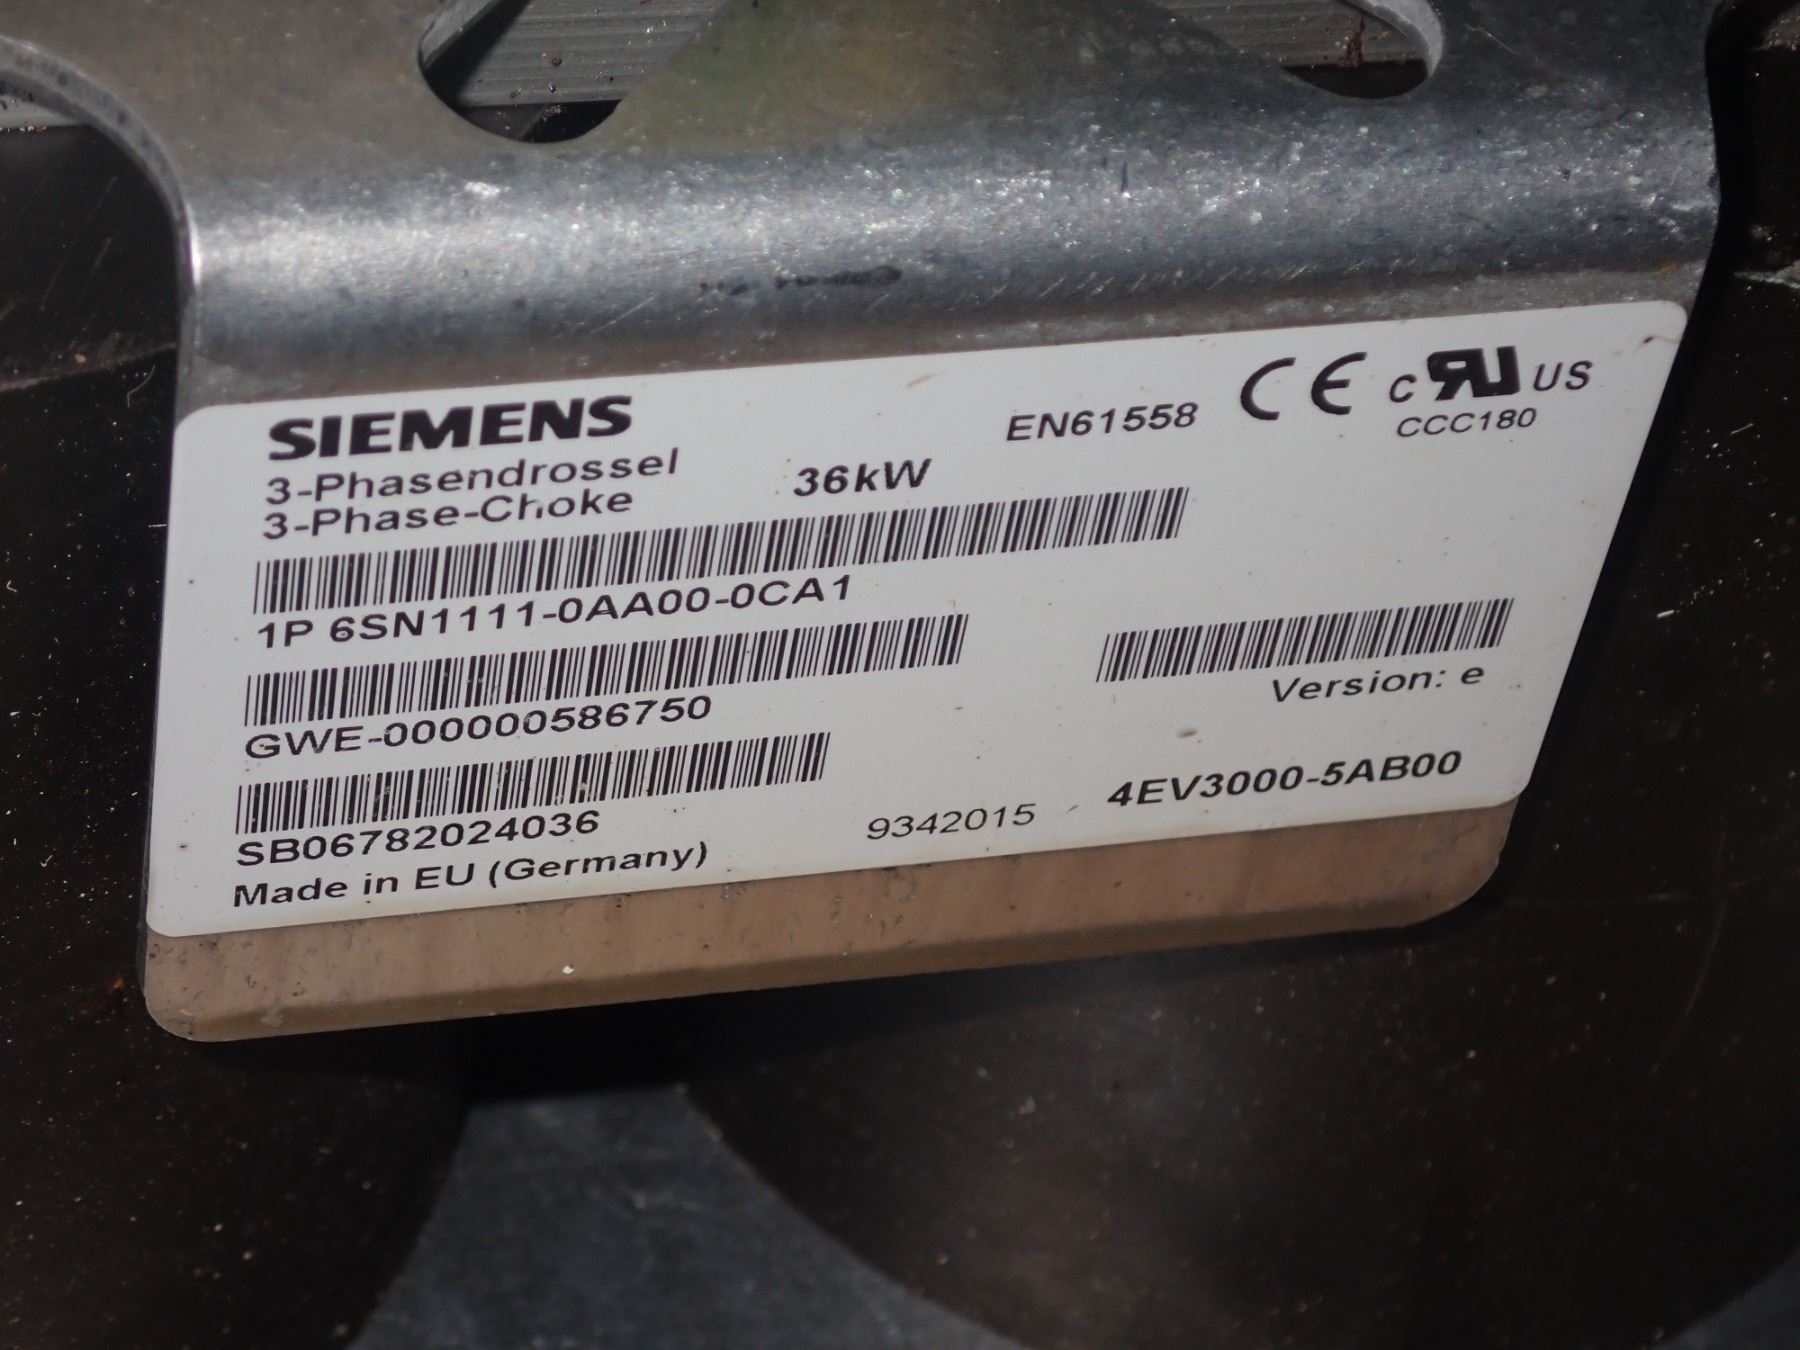 SIEMENS
3-Phasendrossel
3-Phase-Choke
36kW
EN61558
CE
c RU US
CCC180
1P 6SN1111-0AA00-0CA1
GWE-000000586750
Version: e
SB06782024036
Made in EU (Germany)
9342015
4EV3000-5AB00